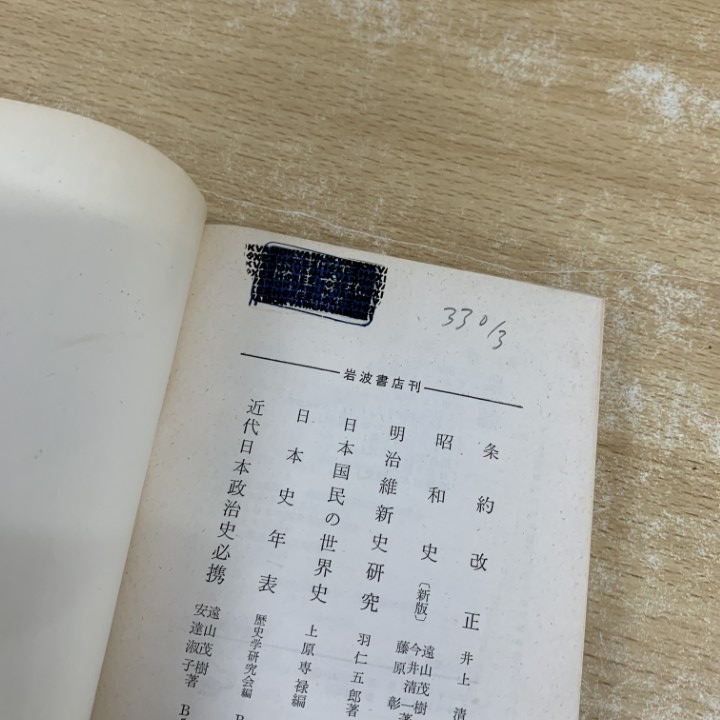 330/3
岩波書店刊
条約改正 井上 清
昭和史〔新版〕 遠山茂樹 今井清一 藤原 彰著
明治維新史研究 羽仁五郎著
日本国民の世界史 上原専禄編
日本史年表 歴史学研究会編
近代日本政治史必携 遠山茂樹 安達淑子著 B